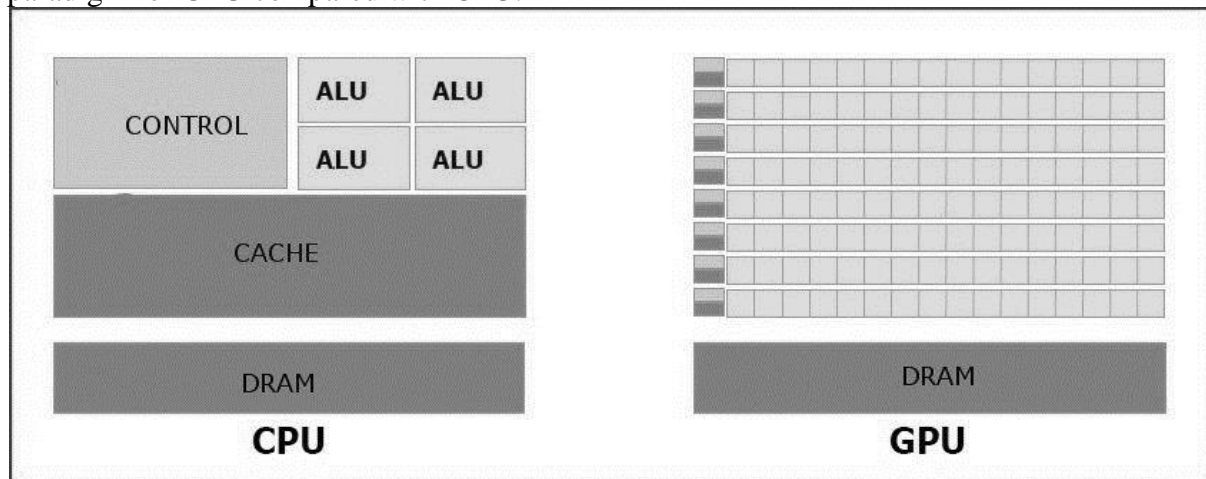 ALU ALU
CONTROL
ALU ALU
CACHE
DRAM
CPU
DRAM
GPU